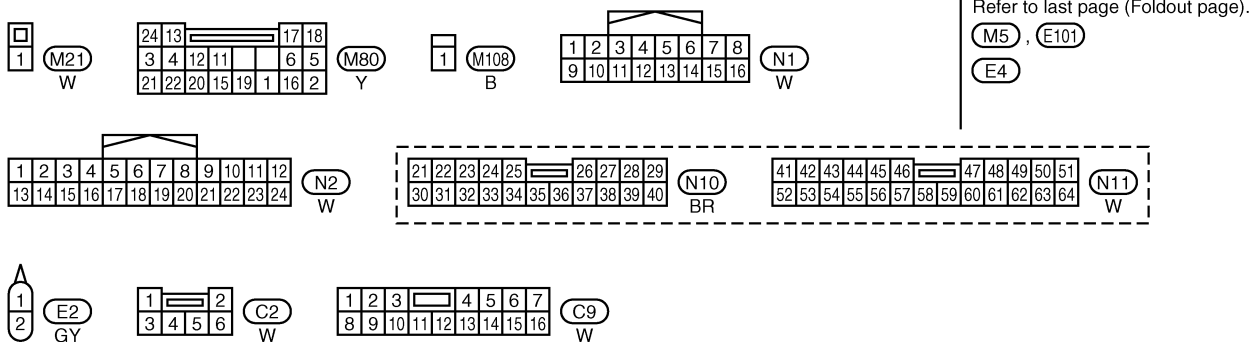 Refer to last page (Foldout page).
M5 , E101
E4
1 M21 W
24 13 17 18
3 4 12 11 6 5 M80
21 22 20 15 19 1 16 2 Y
1 M108 B
1 2 3 4 5 6 7 8 N1
9 10 11 12 13 14 15 16 W
1 2 3 4 5 6 7 8 9 10 11 12 N2
13 14 15 16 17 18 19 20 21 22 23 24 W
21 22 23 24 25 26 27 28 29 N10
30 31 32 33 34 35 36 37 38 39 40 BR
41 42 43 44 45 46 47 48 49 50 51 N11
52 53 54 55 56 57 58 59 60 61 62 63 64 W
1 E2
2 GY
1 2 C2
3 4 5 6 W
1 2 3 4 5 6 7 C9
8 9 10 11 12 13 14 15 16 W